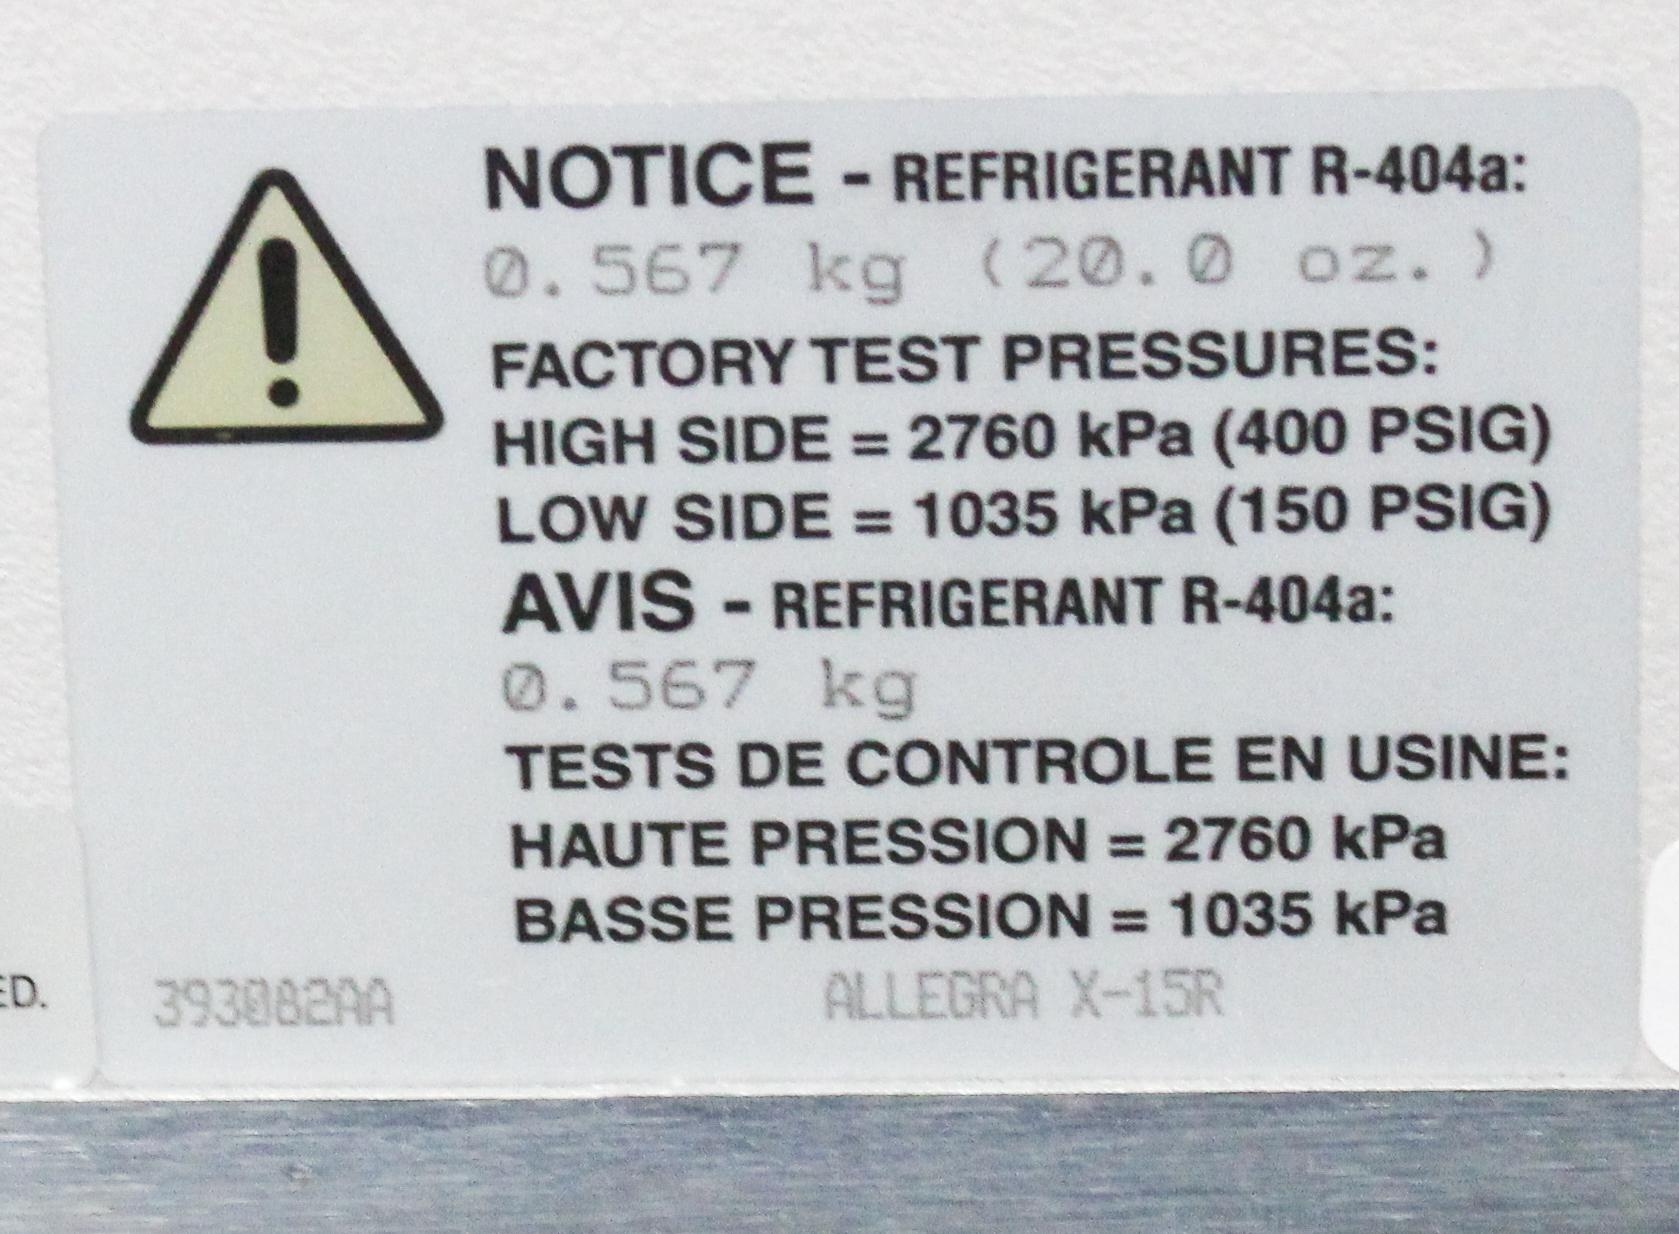 NOTICE - REFRIGERANT R-404a:
0.567 kg (20.0 oz.)
FACTORY TEST PRESSURES:
HIGH SIDE = 2760 kPa (400 PSIG)
LOW SIDE = 1035 kPa (150 PSIG)
AVIS - REFRIGERANT R-404a:
0.567 kg
TESTS DE CONTROLE EN USINE:
HAUTE PRESSION = 2760 kPa
BASSE PRESSION = 1035 kPa
ED.
393082AA ALLEGRA X-15R